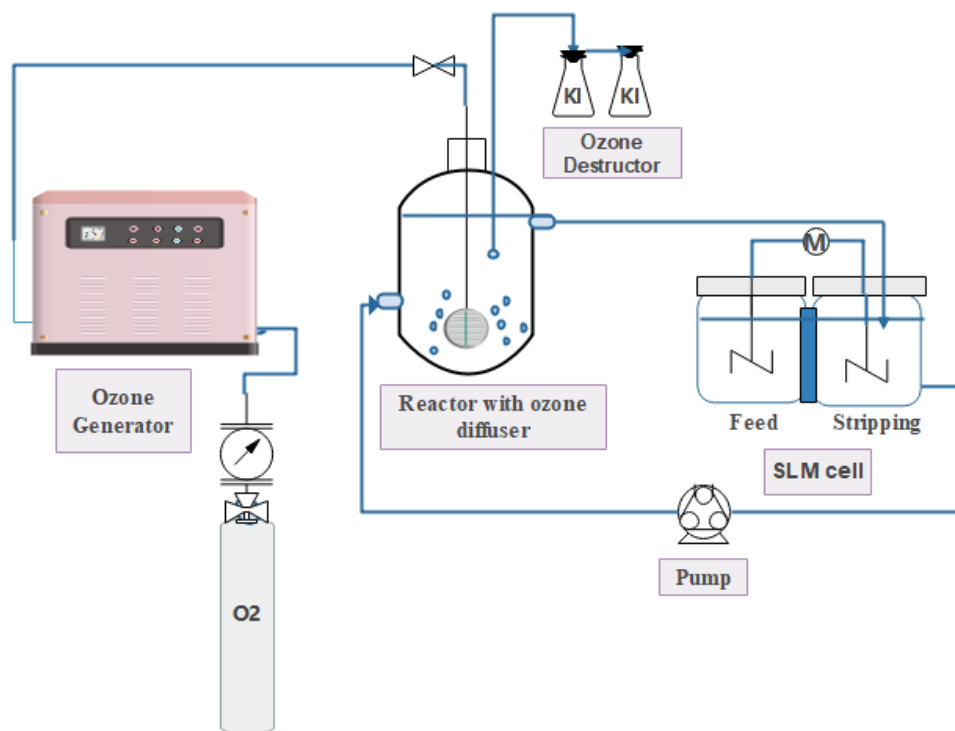 KI
KI
Ozone
Destructor
M
Ozone
Generator
Reactor with ozone
diffuser
Feed
Stripping
SLM cell
Pump
O2